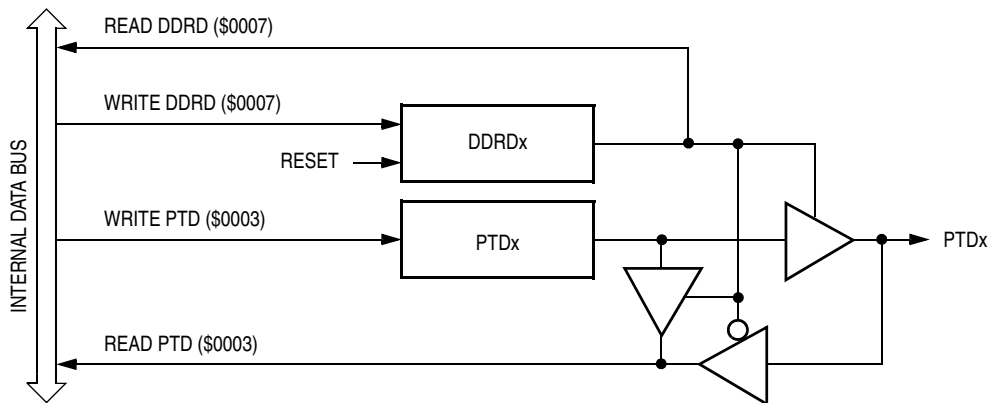 READ DDRD ($0007)
WRITE DDRD ($0007)
DDRDx
RESET
INTERNAL DATA BUS
WRITE PTD ($0003)
PTDx
PTDx
READ PTD ($0003)